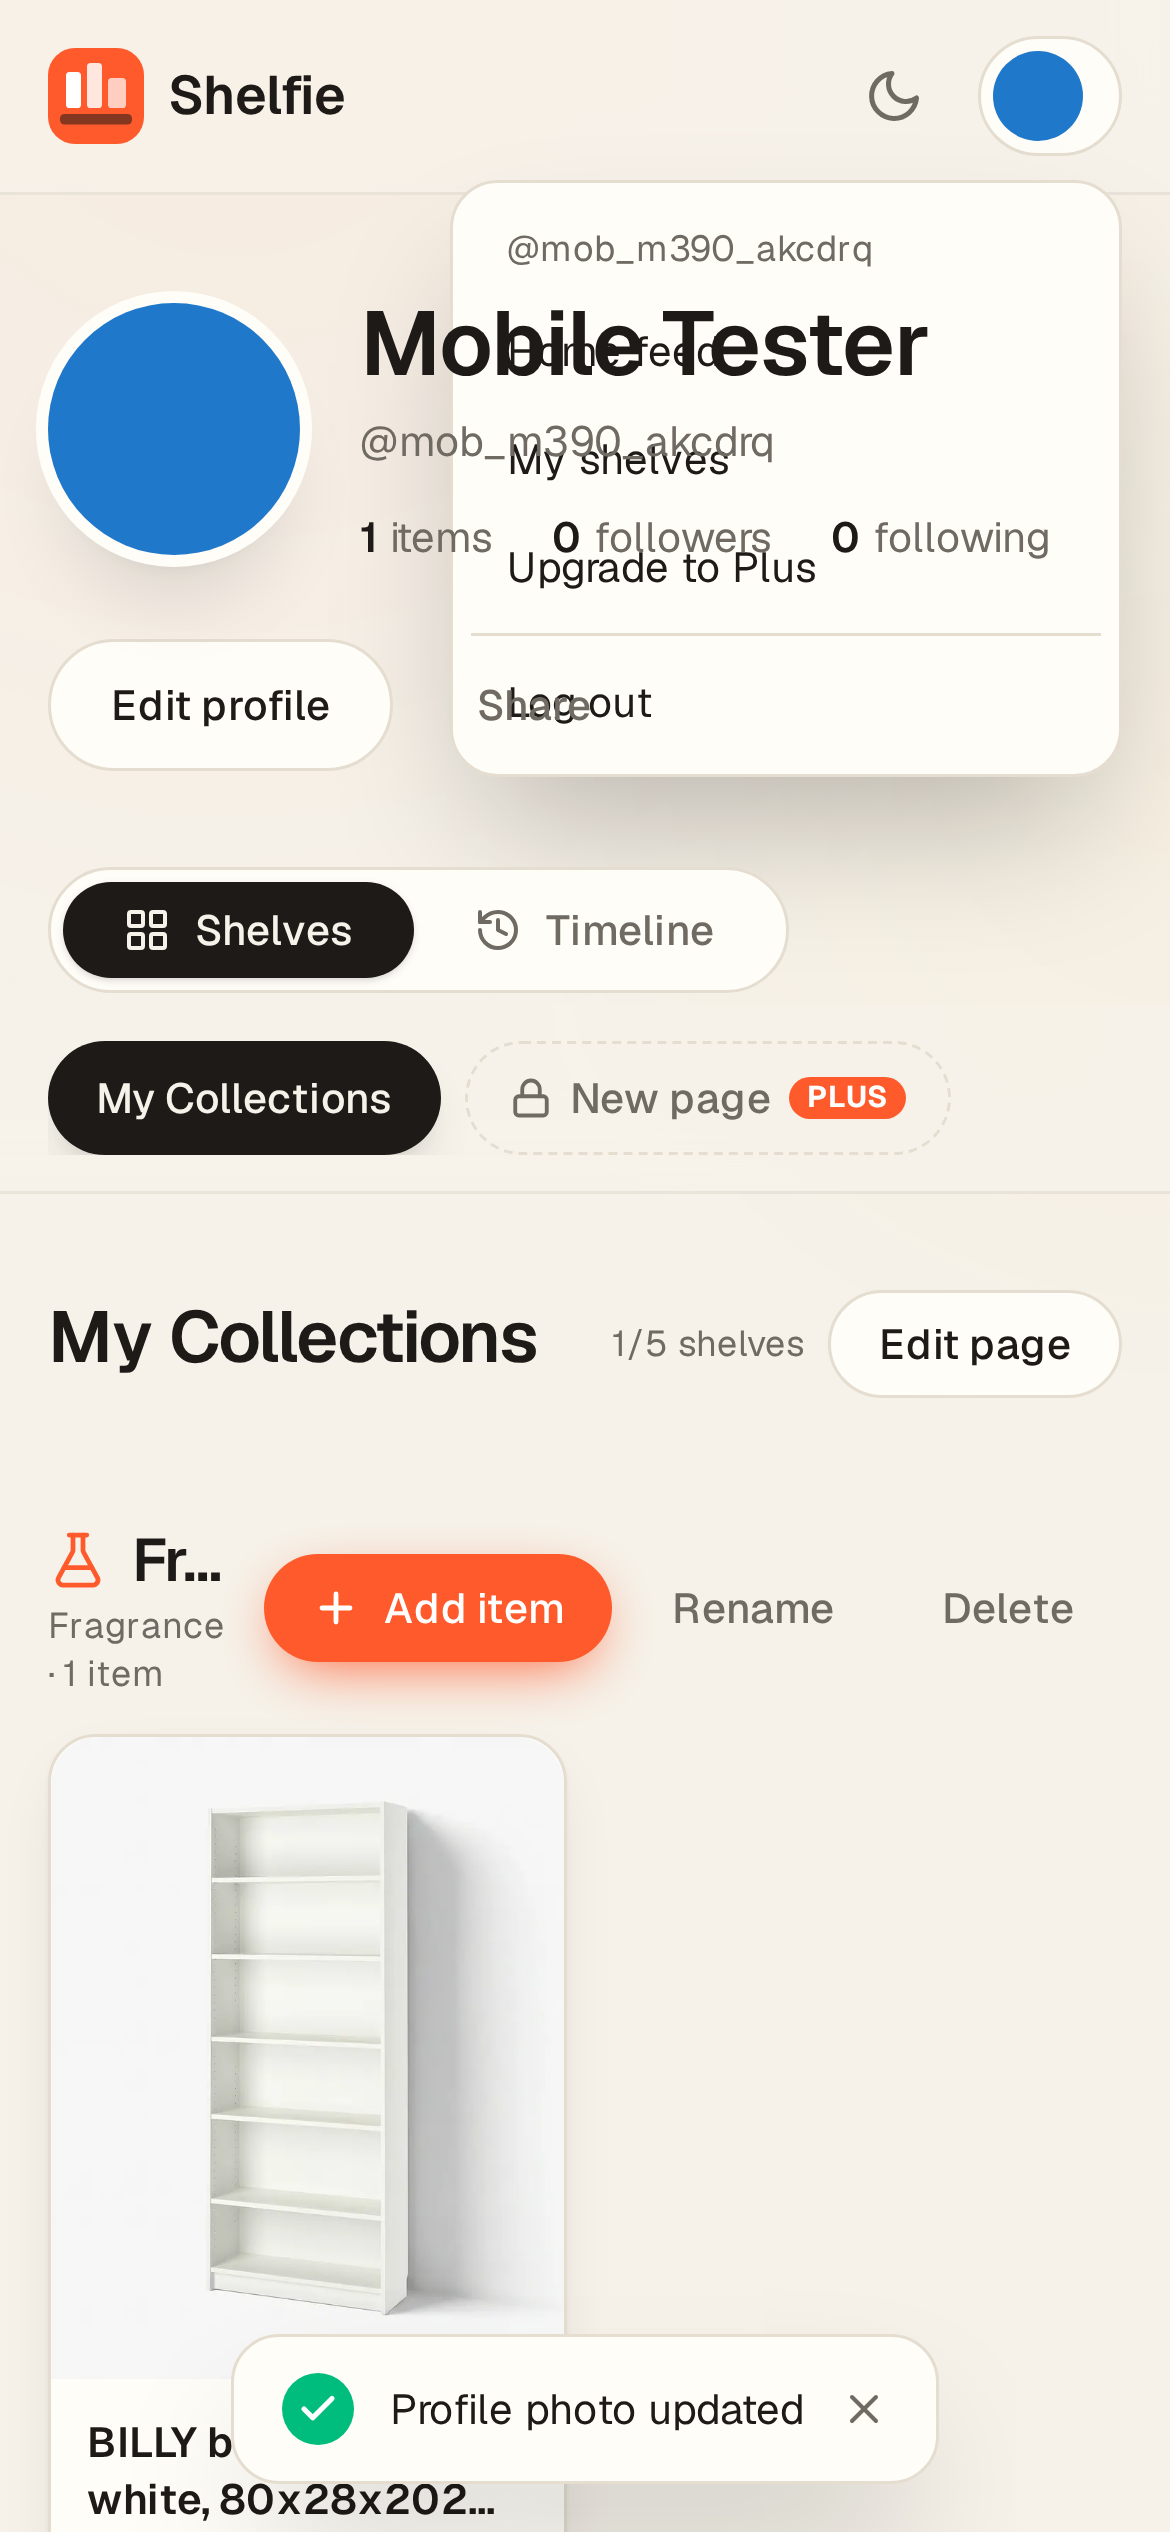 Shelfie
@mob_m390_akcdrq
Mobile Tester
Home feed
@mob_m390_akcdrq
My shelves
1 items 0 followers 0 following
Upgrade to Plus
Edit profile
Share
Log out
Shelves
Timeline
My Collections
New page PLUS
My Collections
1/5 shelves
Edit page
Fr...
Fragrance
· 1 item
+ Add item
Rename
Delete
BILLY b
white, 80x28x202...
Profile photo updated